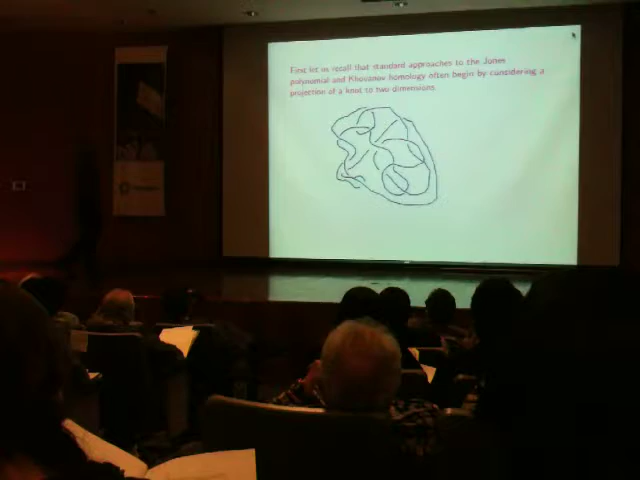 First let us recall that standard approaches to the Jones
polynomial and Khovanov homology often begin by considering a
projection of a knot to two dimensions